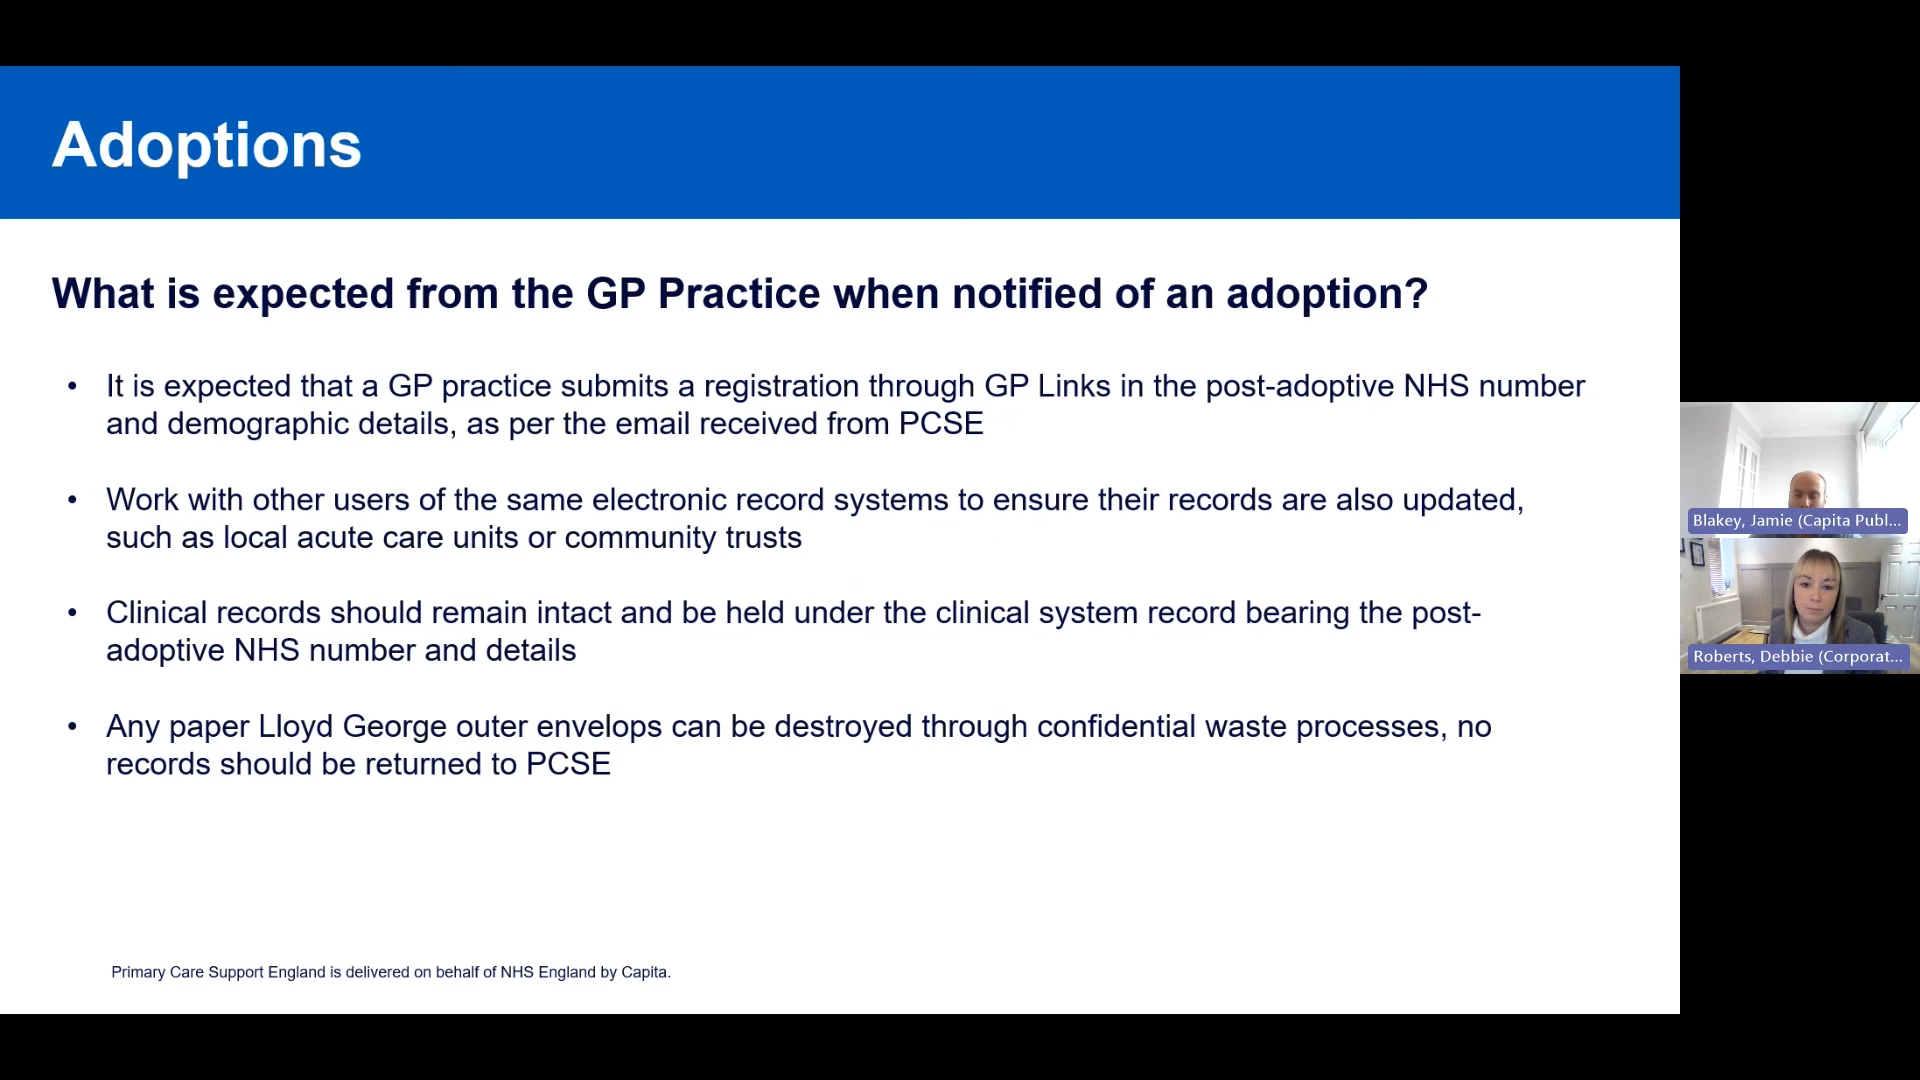 Adoptions
What is expected from the GP Practice when notified of an adoption?
• It is expected that a GP practice submits a registration through GP Links in the post-adoptive NHS number
and demographic details, as per the email received from PCSE
• Work with other users of the same electronic record systems to ensure their records are also updated,
such as local acute care units or community trusts
• Clinical records should remain intact and be held under the clinical system record bearing the post-
adoptive NHS number and details
• Any paper Lloyd George outer envelops can be destroyed through confidential waste processes, no
records should be returned to PCSE
Primary Care Support England is delivered on behalf of NHS England by Capita.
Blakey, Jamie (Capita Publ...
Roberts, Debbie (Corporat...